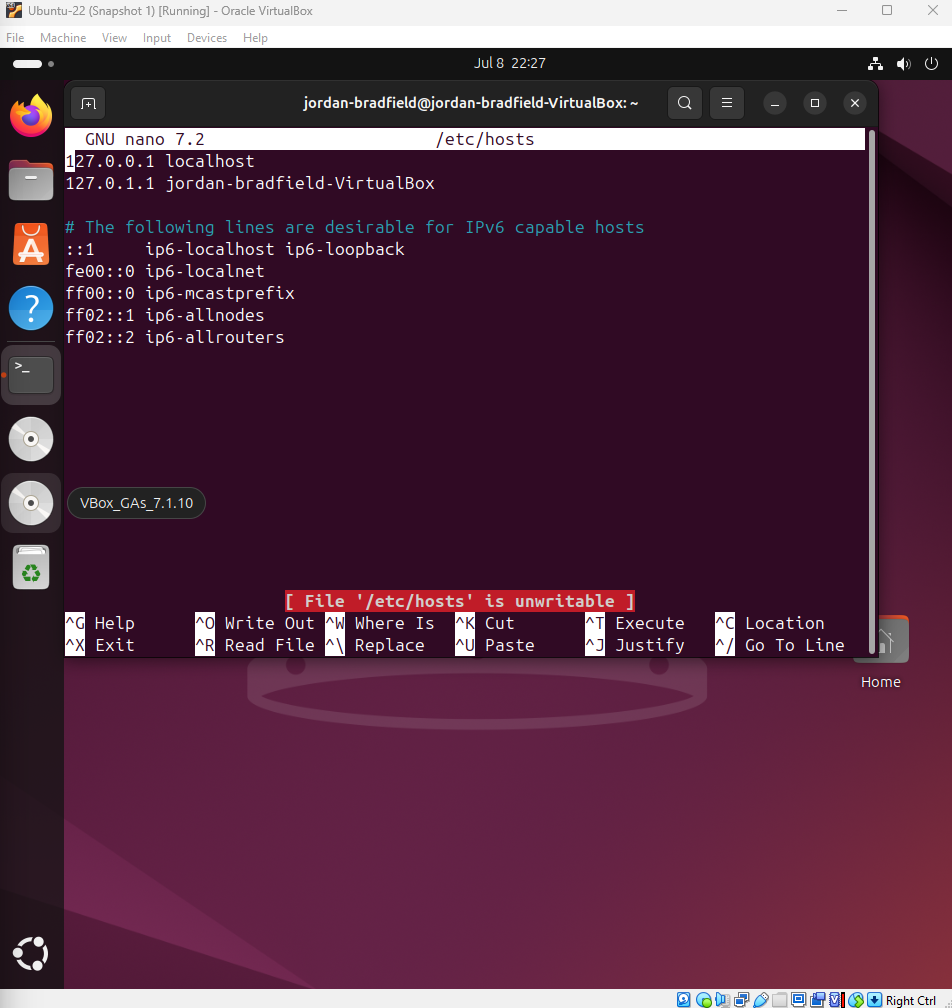 Ubuntu-22 (Snapshot 1) [Running] - Oracle VirtualBox
File Machine View Input Devices Help
Jul 8 22:27
jordan-bradfield@jordan-bradfield-VirtualBox: ~
GNU nano 7.2 /etc/hosts
127.0.0.1 localhost
127.0.1.1 jordan-bradfield-VirtualBox
# The following lines are desirable for IPv6 capable hosts
::1 ip6-localhost ip6-loopback
fe00::0 ip6-localnet
ff00::0 ip6-mcastprefix
ff02::1 ip6-allnodes
ff02::2 ip6-allrouters
VBox_GAs_7.1.10
[ File '/etc/hosts' is unwritable ]
^G Help ^O Write Out ^W Where Is ^K Cut ^T Execute ^C Location
^X Exit ^R Read File ^\ Replace ^U Paste ^J Justify ^/ Go To Line
Home
Right Ctrl